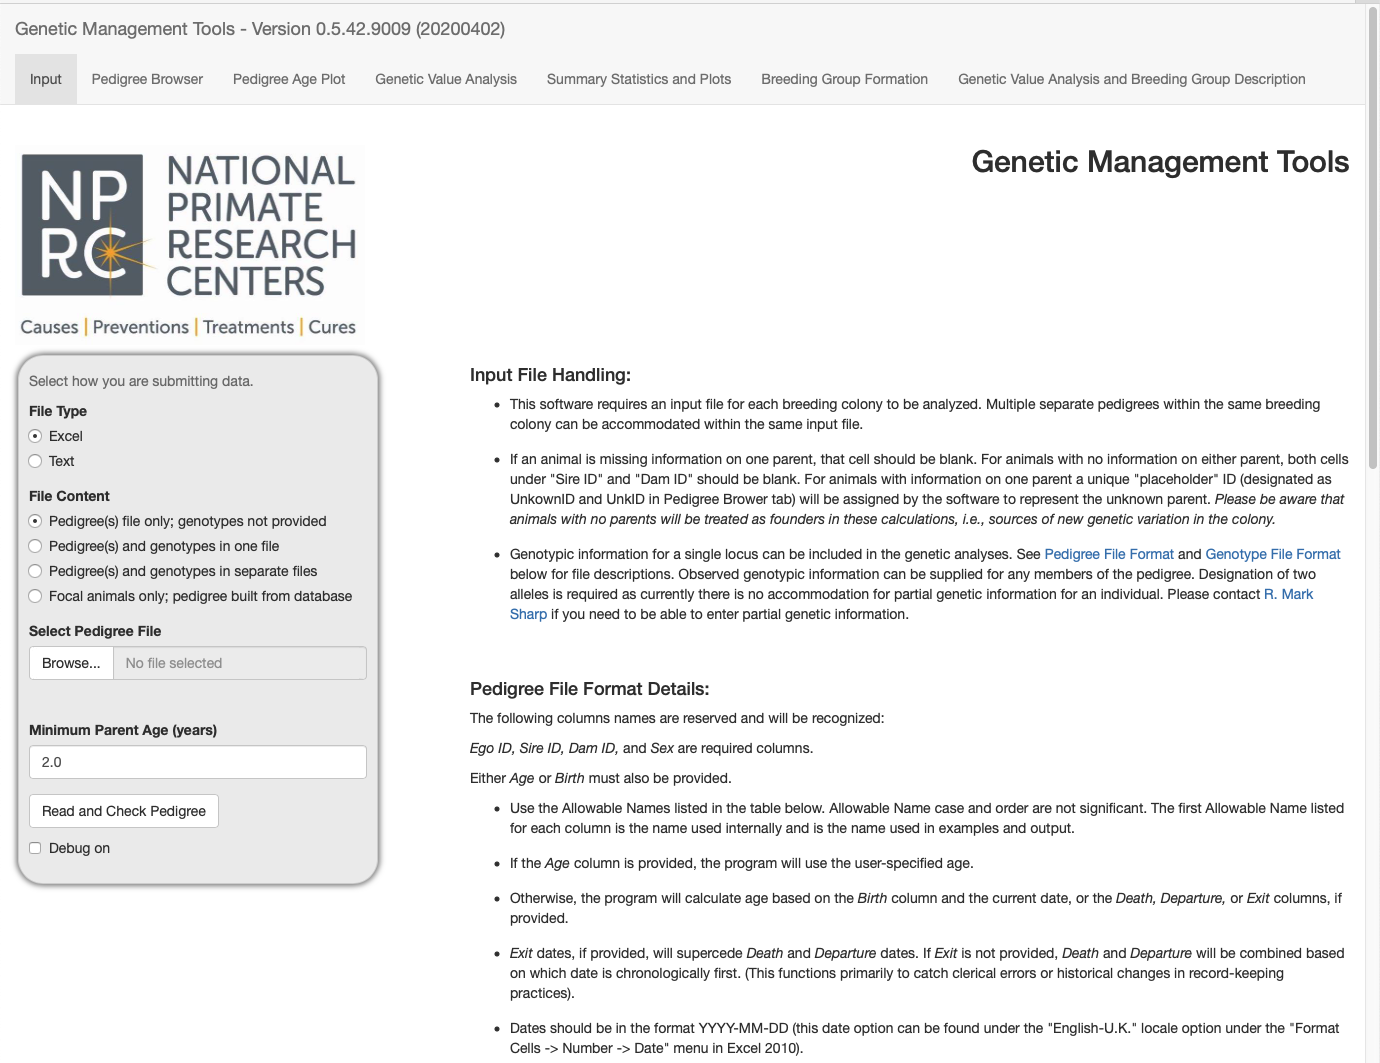 Genetic Management Tools - Version 0.5.42.9009 (20200402)
Input Pedigree Browser Pedigree Age Plot Genetic Value Analysis Summary Statistics and Plots Breeding Group Formation Genetic Value Analysis and Breeding Group Description
NP
RC
NATIONAL
PRIMATE
RESEARCH
CENTERS
Causes | Preventions | Treatments | Cures
Genetic Management Tools
Select how you are submitting data.
File Type
Excel
Text
File Content
Pedigree(s) file only; genotypes not provided
Pedigree(s) and genotypes in one file
Pedigree(s) and genotypes in separate files
Focal animals only; pedigree built from database
Select Pedigree File
Browse... No file selected
Minimum Parent Age (years)
2.0
Read and Check Pedigree
Debug on
Input File Handling:
• This software requires an input file for each breeding colony to be analyzed. Multiple separate pedigrees within the same breeding
colony can be accommodated within the same input file.
• If an animal is missing information on one parent, that cell should be blank. For animals with no information on either parent, both cells
under "Sire ID" and "Dam ID" should be blank. For animals with information on one parent a unique "placeholder" ID (designated as
UnkownID and UnkID in Pedigree Brower tab) will be assigned by the software to represent the unknown parent. Please be aware that
animals with no parents will be treated as founders in these calculations, i.e., sources of new genetic variation in the colony.
• Genotypic information for a single locus can be included in the genetic analyses. See Pedigree File Format and Genotype File Format
below for file descriptions. Observed genotypic information can be supplied for any members of the pedigree. Designation of two
alleles is required as currently there is no accommodation for partial genetic information for an individual. Please contact R. Mark
Sharp if you need to be able to enter partial genetic information.
Pedigree File Format Details:
The following columns names are reserved and will be recognized:
Ego ID, Sire ID, Dam ID, and Sex are required columns.
Either Age or Birth must also be provided.
• Use the Allowable Names listed in the table below. Allowable Name case and order are not significant. The first Allowable Name listed
for each column is the name used internally and is the name used in examples and output.
• If the Age column is provided, the program will use the user-specified age.
• Otherwise, the program will calculate age based on the Birth column and the current date, or the Death, Departure, or Exit columns, if
provided.
• Exit dates, if provided, will supercede Death and Departure dates. If Exit is not provided, Death and Departure will be combined based
on which date is chronologically first. (This functions primarily to catch clerical errors or historical changes in record-keeping
practices).
• Dates should be in the format YYYY-MM-DD (this date option can be found under the "English-U.K." locale option under the "Format
Cells -> Number -> Date" menu in Excel 2010).